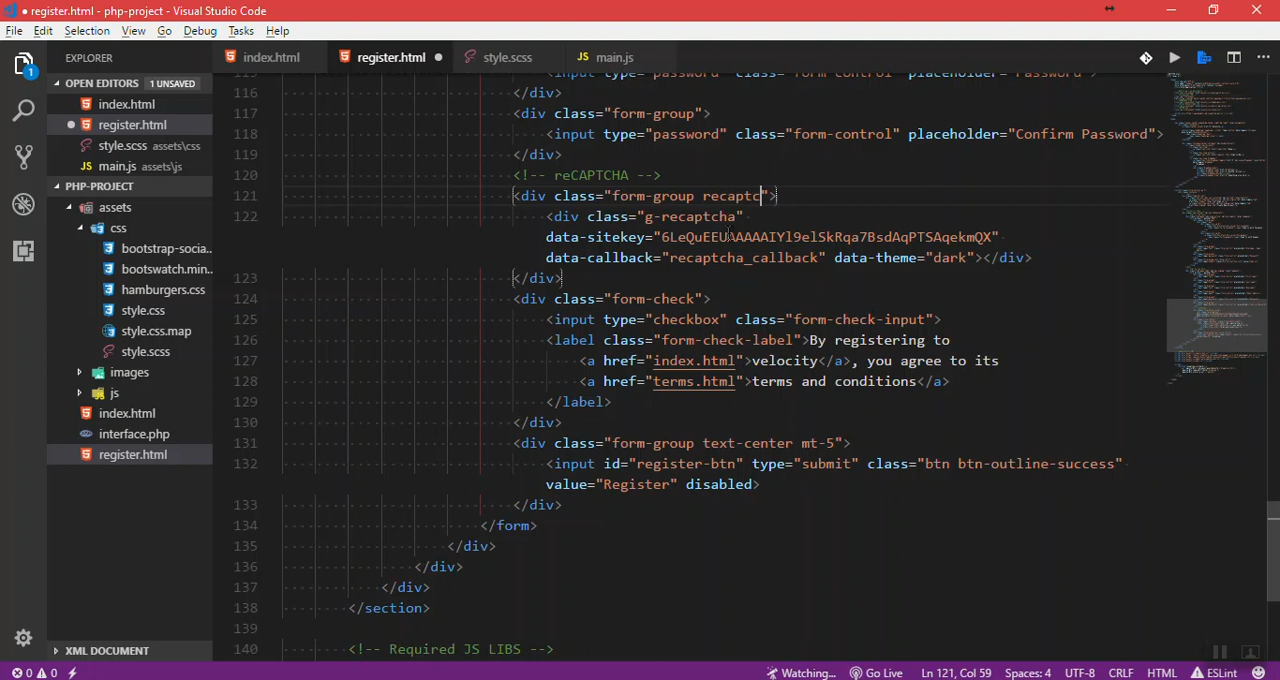 register.html - php-project - Visual Studio Code
File Edit Selection View Go Debug Tasks Help
EXPLORER
index.html register.html style.scss main.js
OPEN EDITORS 1 UNSAVED
index.html
register.html
style.scss assets\css
main.js assets\js
PHP-PROJECT
assets
css
bootstrap-socia...
bootswatch.min...
hamburgers.css
style.css
style.css.map
style.scss
images
js
index.html
interface.php
register.html
XML DOCUMENT
1
115 <input type="password" class="form-control" placeholder="Password">
116 </div>
117 <div class="form-group">
118 <input type="password" class="form-control" placeholder="Confirm Password">
119 </div>
120 <!-- reCAPTCHA -->
121 <div class="form-group recaptc">
122 <div class="g-recaptcha"
data-sitekey="6LeQuEEUAAAAAIYl9elSkRqa7BsdAqPTSAqekmQX"
data-callback="recaptcha_callback" data-theme="dark"></div>
123 </div>
124 <div class="form-check">
125 <input type="checkbox" class="form-check-input">
126 <label class="form-check-label">By registering to
127 <a href="index.html">velocity</a>, you agree to its
128 <a href="terms.html">terms and conditions</a>
129 </label>
130 </div>
131 <div class="form-group text-center mt-5">
132 <input id="register-btn" type="submit" class="btn btn-outline-success"
value="Register" disabled>
133 </div>
134 </form>
135 </div>
136 </div>
137 </div>
138 </section>
139
140 <!-- Required JS LIBS -->
0 0 Watching... Go Live Ln 121, Col 59 Spaces: 4 UTF-8 CRLF HTML ESLint